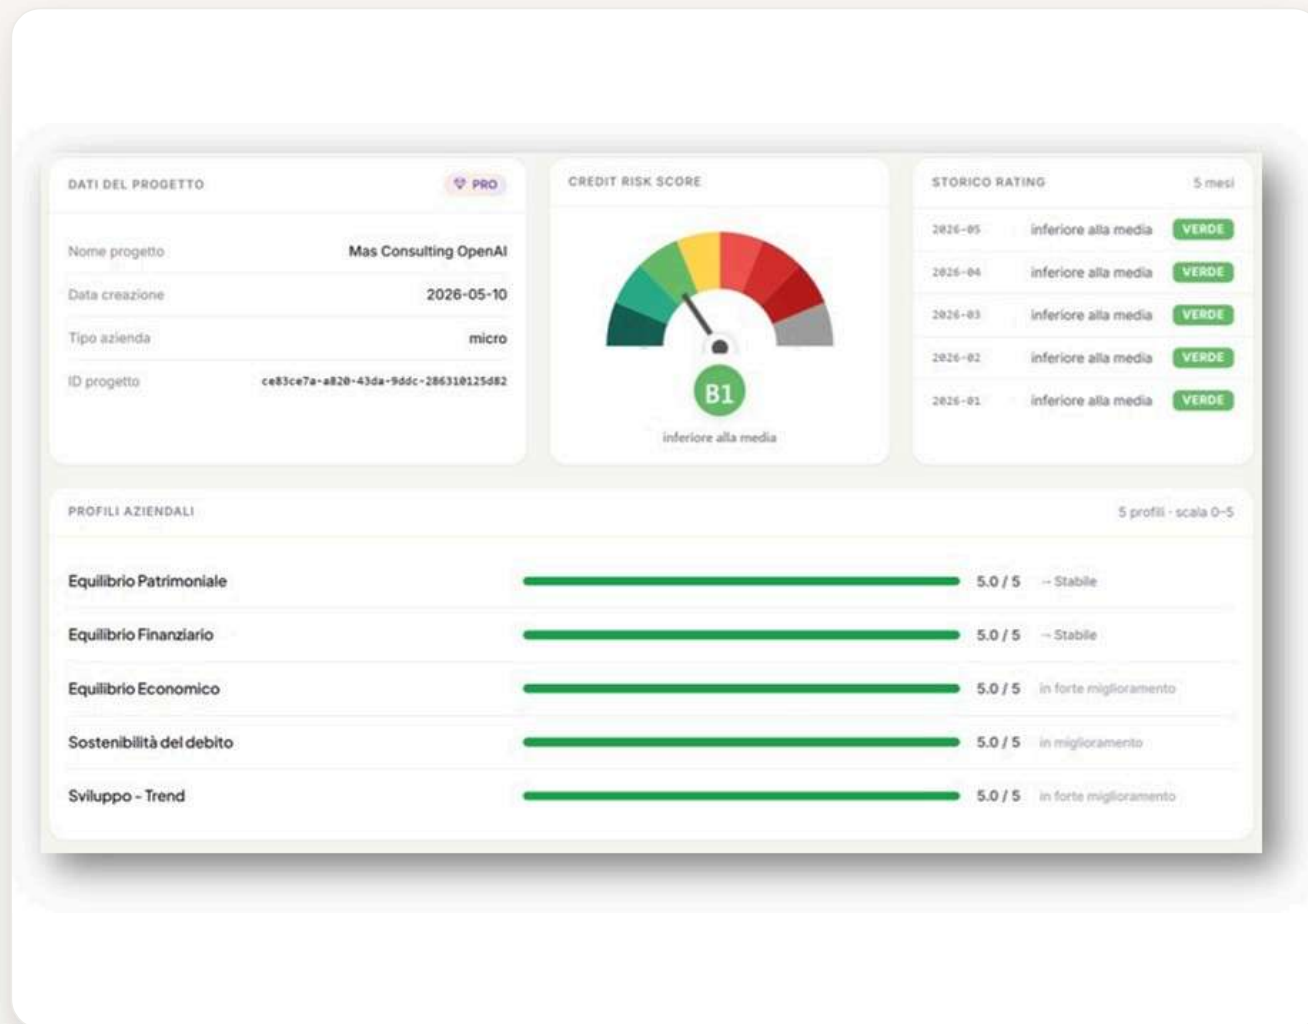 DATI DEL PROGETTO
PRO
Nome progetto Mas Consulting OpenAI
Data creazione 2026-05-10
Tipo azienda micro
ID progetto ce83ce7a-a820-43da-9ddc-286310125d82
CREDIT RISK SCORE
B1
inferiore alla media
STORICO RATING 5 mesi
2026-05 inferiore alla media VERDE
2026-04 inferiore alla media VERDE
2026-03 inferiore alla media VERDE
2026-02 inferiore alla media VERDE
2026-01 inferiore alla media VERDE
PROFILI AZIENDALI 5 profili · scala 0–5
Equilibrio Patrimoniale 5.0 / 5 → Stabile
Equilibrio Finanziario 5.0 / 5 → Stabile
Equilibrio Economico 5.0 / 5 in forte miglioramento
Sostenibilità del debito 5.0 / 5 in miglioramento
Sviluppo - Trend 5.0 / 5 in forte miglioramento